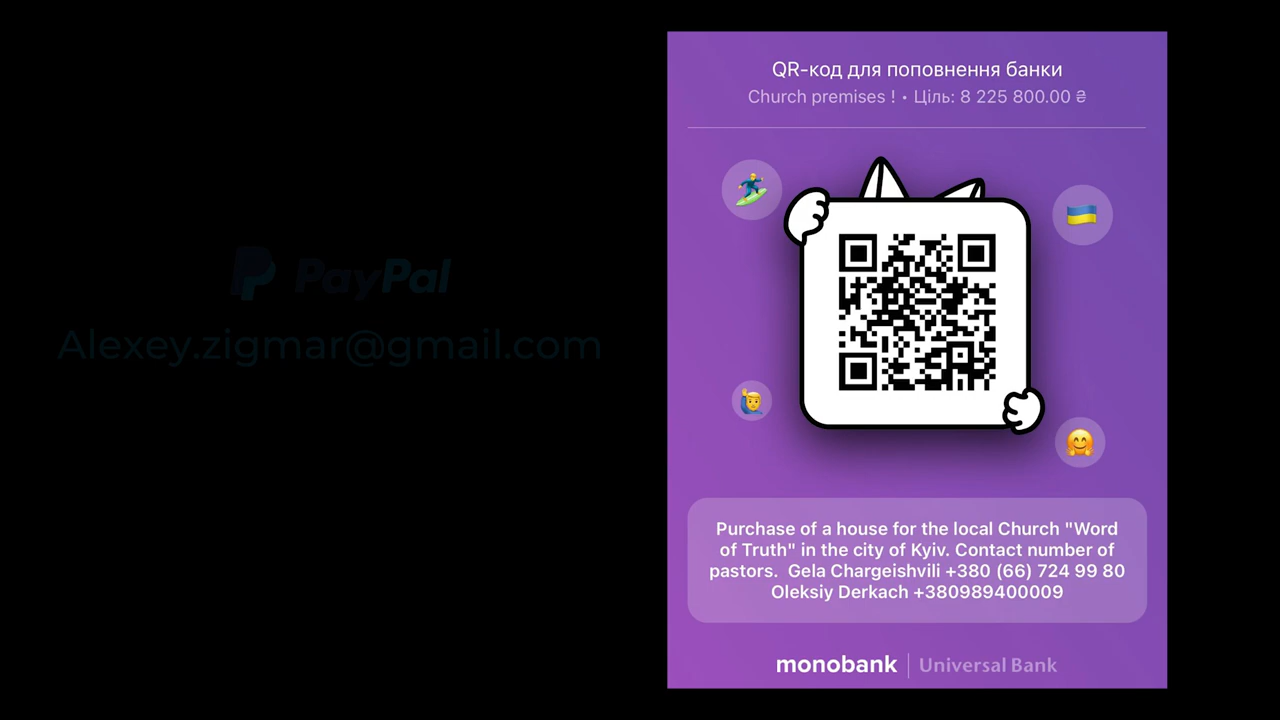 PayPal
Alexey.zigmar@gmail.com
QR-код для поповнення банки
Church premises ! • Ціль: 8 225 800.00 ₴
Purchase of a house for the local Church "Word
of Truth" in the city of Kyiv. Contact number of
pastors.  Gela Chargeishvili +380 (66) 724 99 80
Oleksiy Derkach +380989400009
monobank | Universal Bank